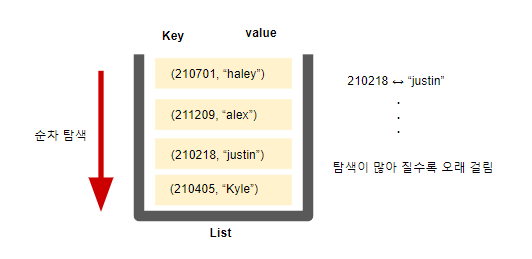 Key
value
(210701, “haley”)
(211209, “alex”)
(210218, “justin”)
(210405, “Kyle”)
List
순차 탐색
210218 ↔ “justin”
.
.
.
탐색이 많아 질수록 오래 걸림